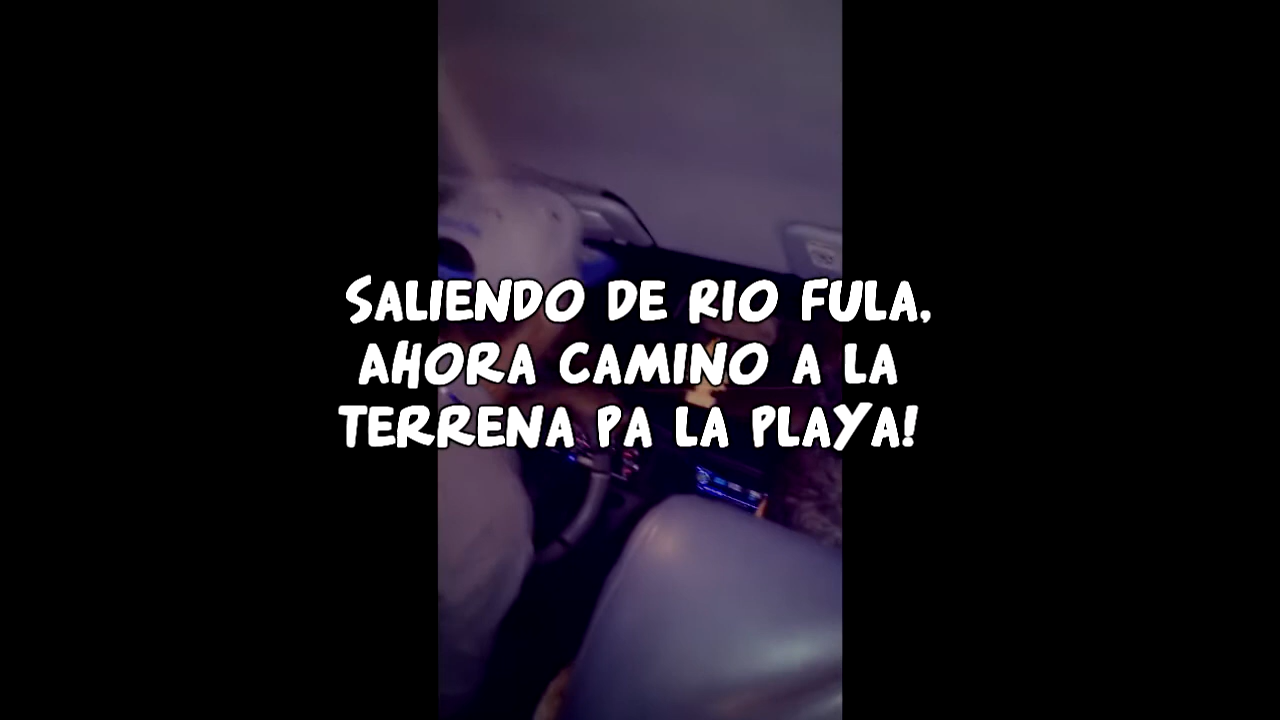 SALIENDO DE RIO FULA,
AHORA CAMINO A LA
TERRENA PA LA PLAYA!